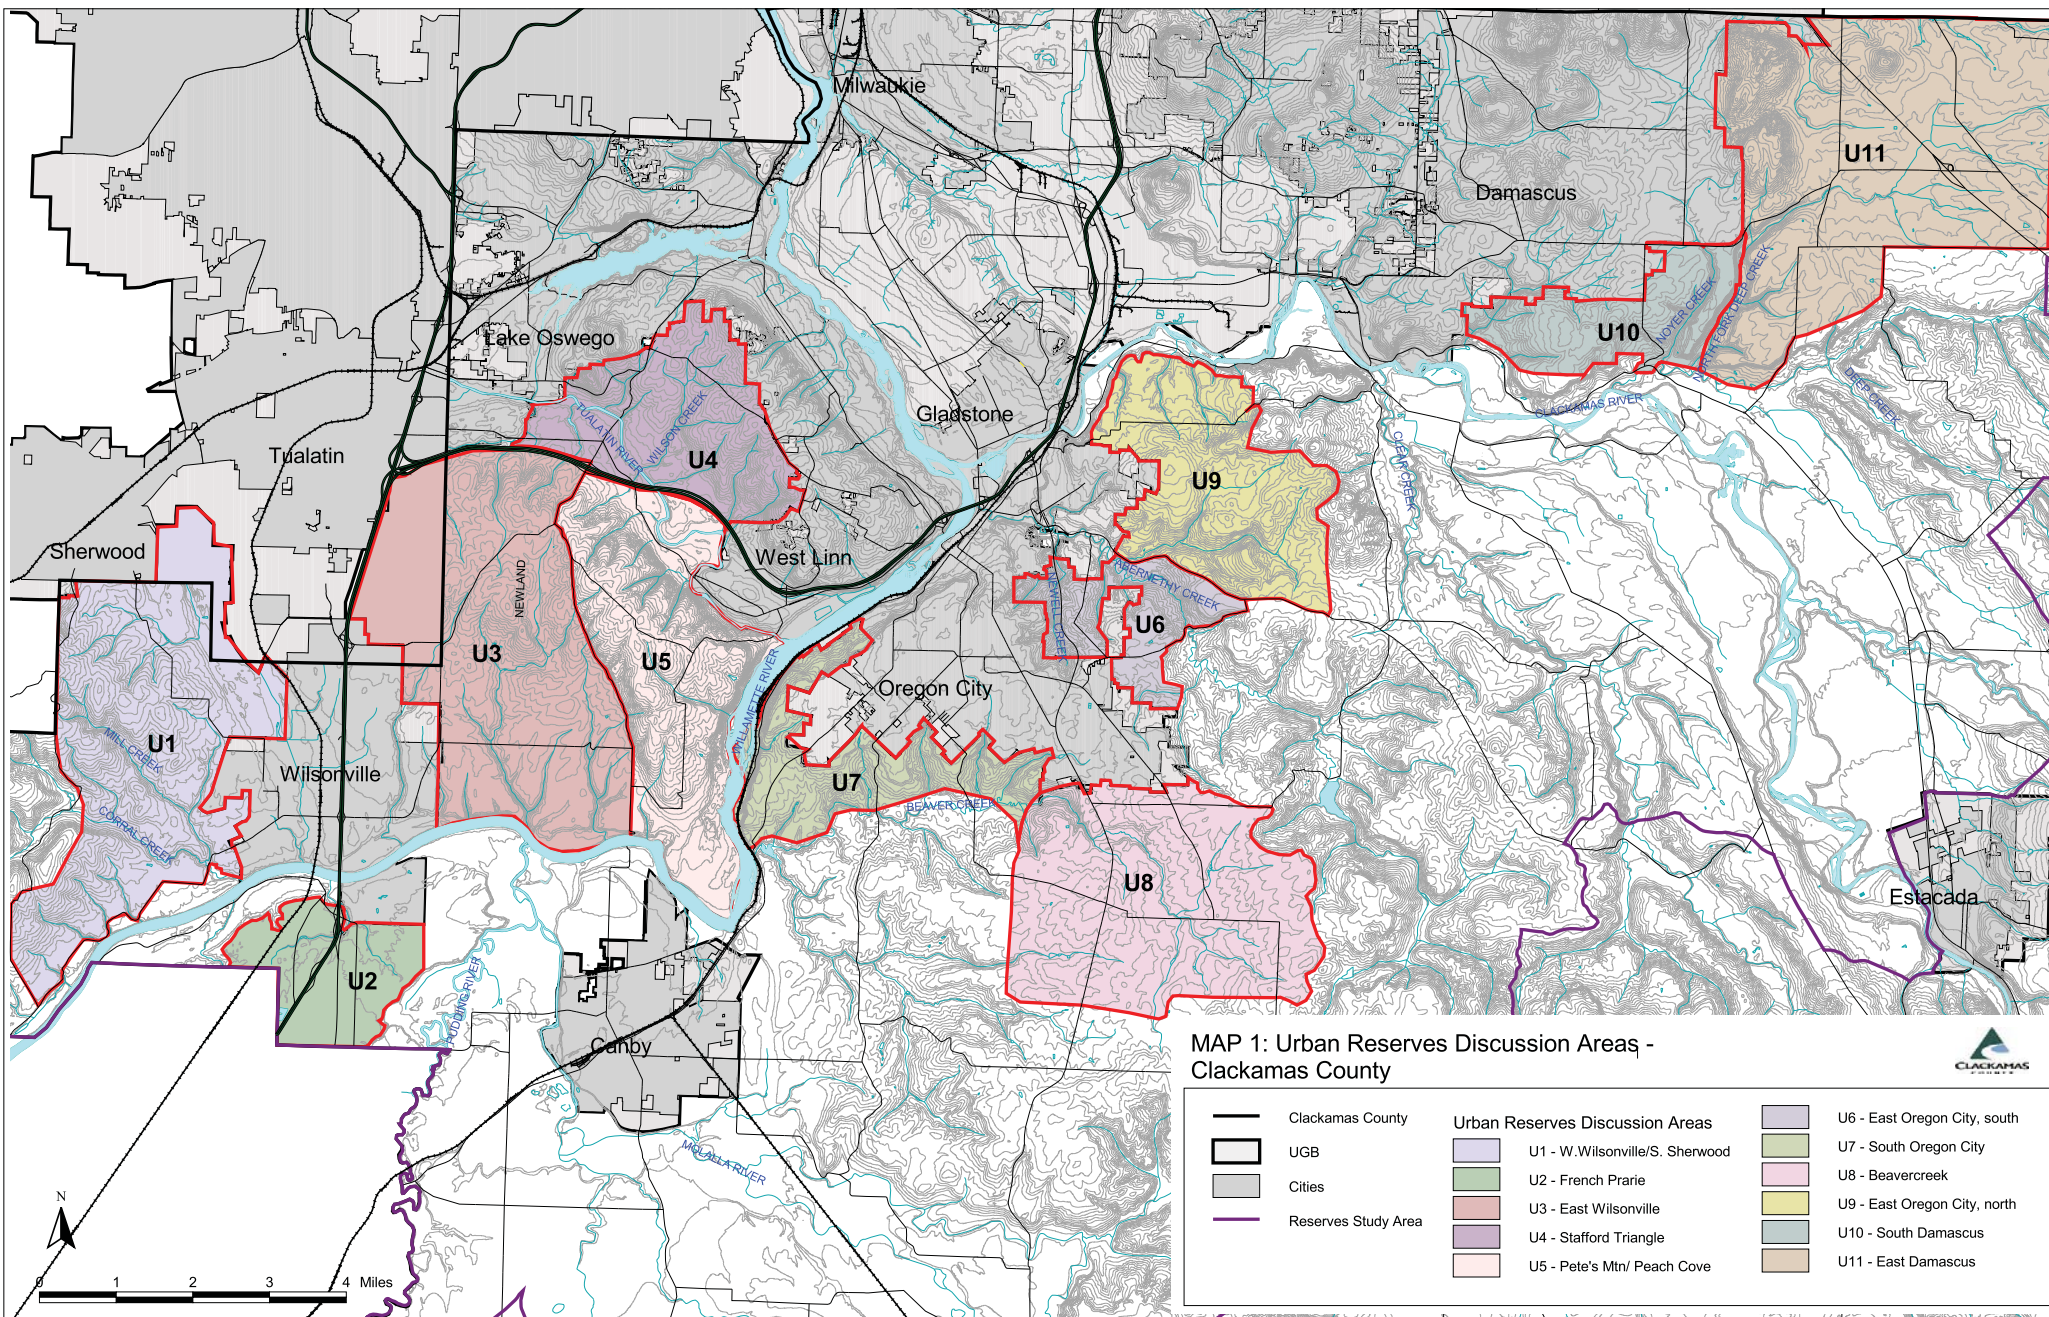 Milwaukie
U11
Damascus
NOYER CREEK
NORTH FORK DEEP CREEK
U10
Lake Oswego
DEEP CREEK
CLACKAMAS RIVER
Gladstone
TUALATIN RIVER
WILSON CREEK
CLEAR CREEK
Tualatin
U4
U9
Sherwood
West Linn
NEWLAND
ABERNETHY CREEK
NEWELL CREEK
U6
U3
U5
Oregon City
WILLAMETTE RIVER
MILL CREEK
U1
Wilsonville
U7
BEAVER CREEK
CORRAL CREEK
U8
Estacada
U2
PUDDING RIVER
Canby
MOLALLA RIVER
MAP 1: Urban Reserves Discussion Areas -
Clackamas County
CLACKAMAS
COUNTY
Clackamas County
UGB
Cities
Reserves Study Area
Urban Reserves Discussion Areas
U1 - W.Wilsonville/S. Sherwood
U2 - French Prarie
U3 - East Wilsonville
U4 - Stafford Triangle
U5 - Pete's Mtn/ Peach Cove
U6 - East Oregon City, south
U7 - South Oregon City
U8 - Beavercreek
U9 - East Oregon City, north
U10 - South Damascus
U11 - East Damascus
N
0 1 2 3 4 Miles